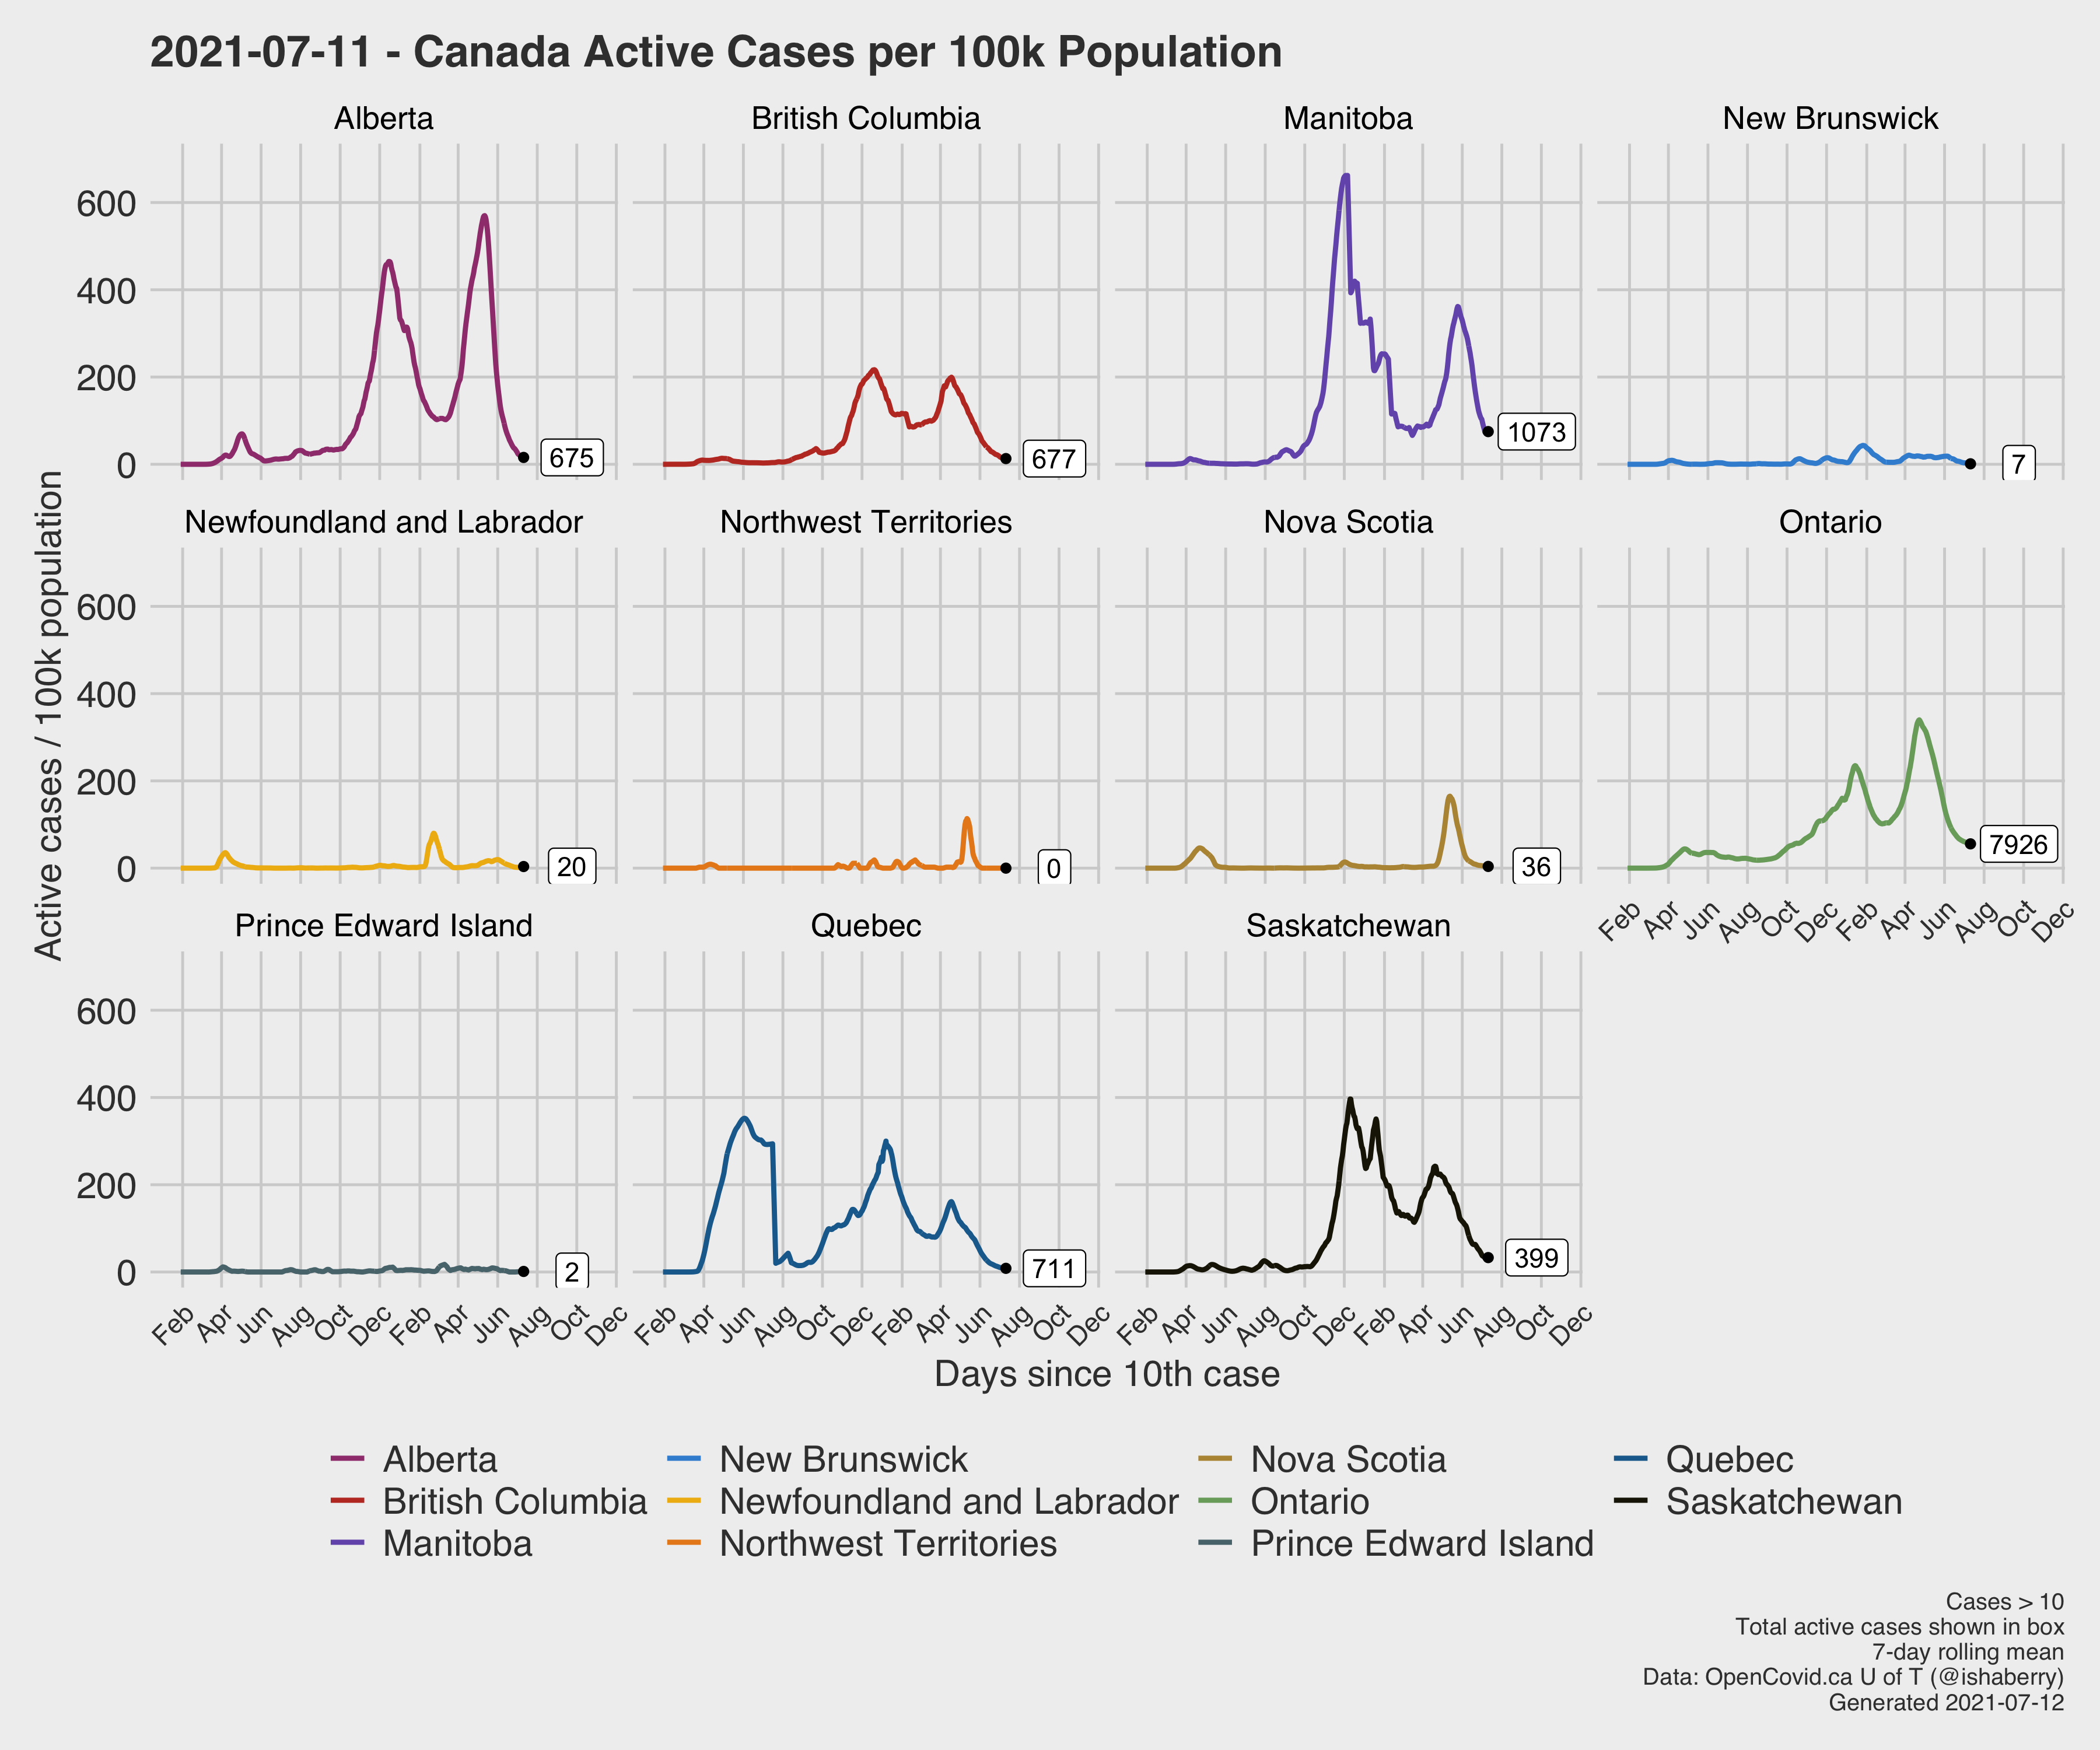 2021-07-11 - Canada Active Cases per 100k Population
Active cases / 100k population
Alberta
British Columbia
Manitoba
New Brunswick
600
400
200
0
675
677
1073
7
Newfoundland and Labrador
Northwest Territories
Nova Scotia
Ontario
600
400
200
0
20
0
36
7926
Feb Apr Jun Aug Oct Dec Feb Apr Jun Aug Oct Dec
Prince Edward Island
Quebec
Saskatchewan
600
400
200
0
2
711
399
Feb Apr Jun Aug Oct Dec Feb Apr Jun Aug Oct Dec
Feb Apr Jun Aug Oct Dec Feb Apr Jun Aug Oct Dec
Feb Apr Jun Aug Oct Dec Feb Apr Jun Aug Oct Dec
Days since 10th case
Alberta
British Columbia
Manitoba
New Brunswick
Newfoundland and Labrador
Northwest Territories
Nova Scotia
Ontario
Prince Edward Island
Quebec
Saskatchewan
Cases > 10
Total active cases shown in box
7-day rolling mean
Data: OpenCovid.ca U of T (@ishaberry)
Generated 2021-07-12